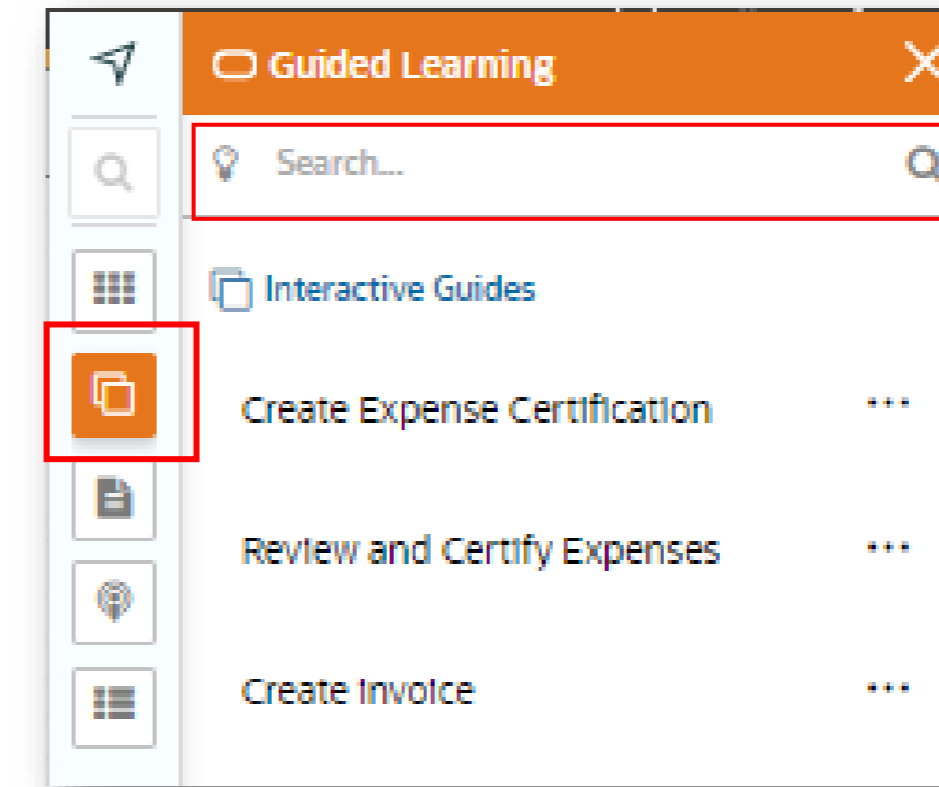 Guided Learning
Search...
Interactive Guides
Create Expense Certification
Review and Certify Expenses
Create Invoice